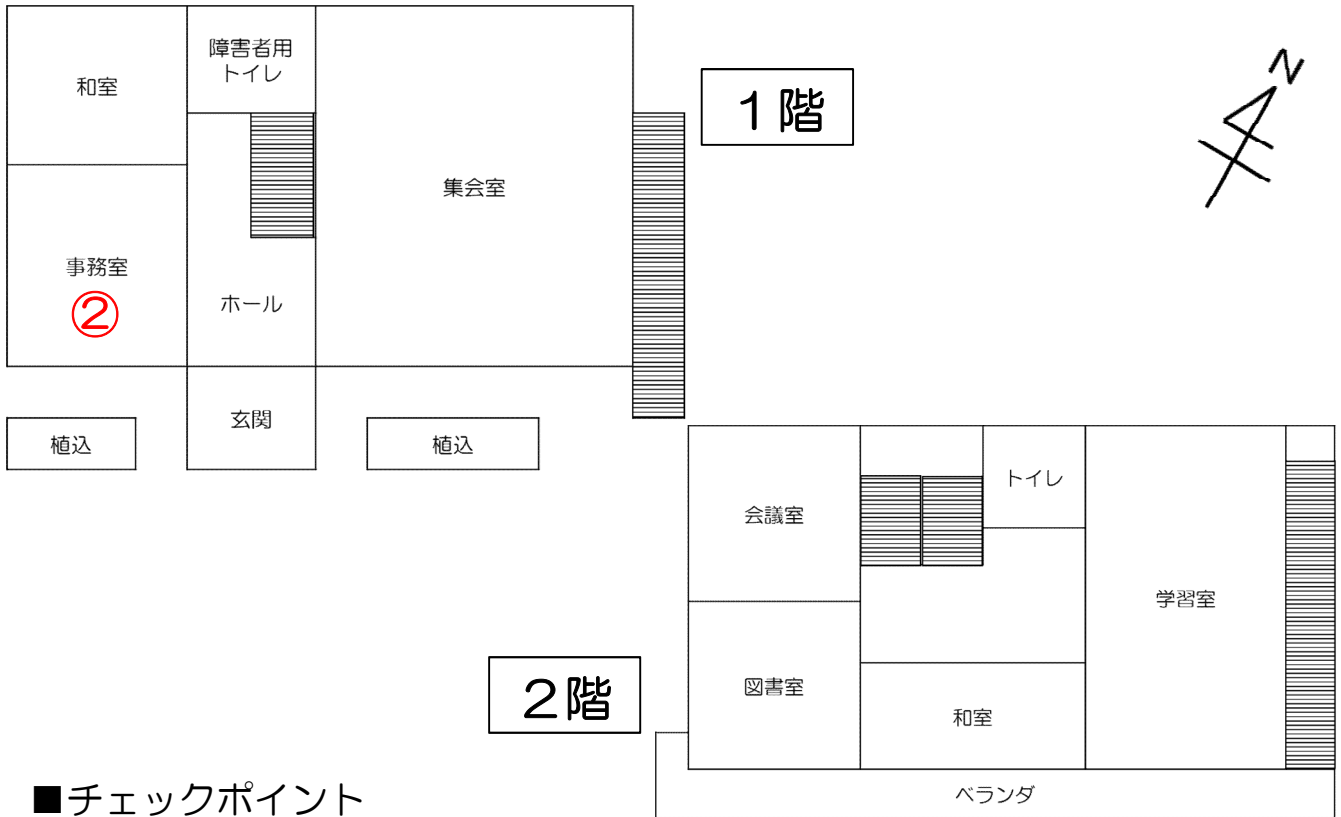 障害者用
トイレ
和室
1階
N
集会室
事務室
②
ホール
玄関
植込
植込
トイレ
会議室
学習室
2階
図書室
和室
■チェックポイント
ベランダ